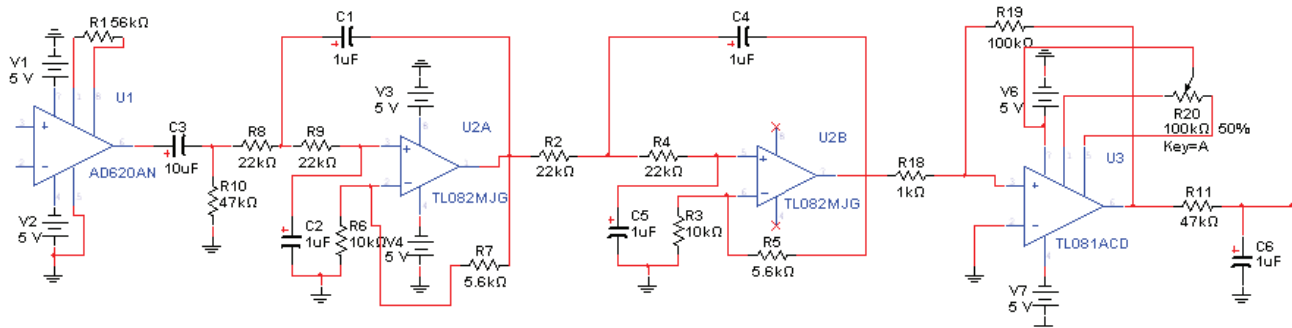 R1 56kΩ
V1
5 V
U1
AD620AN
V2
5 V
C3
10uF
R10
47kΩ
R8
22kΩ
R9
22kΩ
C1
1uF
C2
1uF
R6
10kΩ
V3
5 V
U2A
TL082MJG
V4
5 V
R7
5.6kΩ
R2
22kΩ
R4
22kΩ
C4
1uF
C5
1uF
R3
10kΩ
U2B
TL082MJG
R5
5.6kΩ
R18
1kΩ
R19
100kΩ
V6
5 V
R20
100kΩ 50%
Key=A
U3
TL081ACD
V7
5 V
R11
47kΩ
C6
1uF